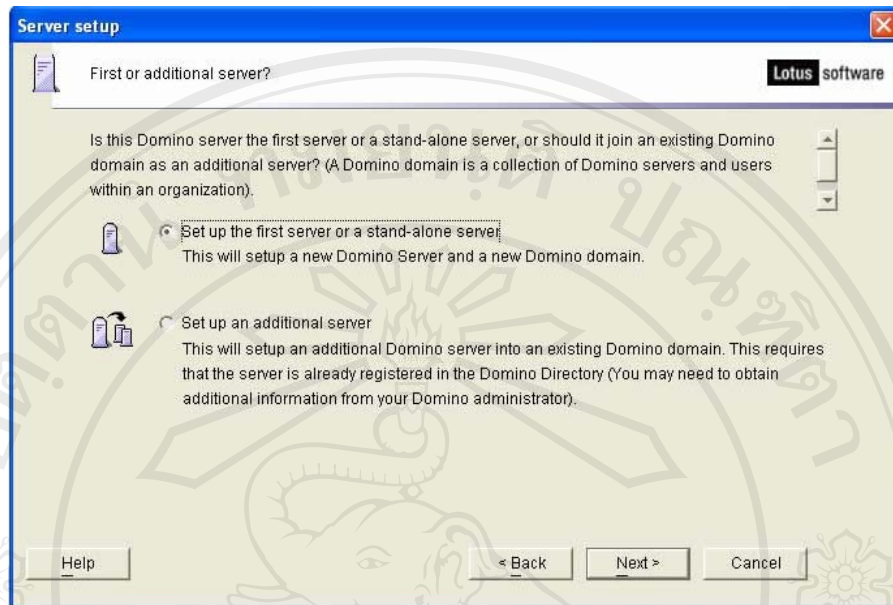 Server setup
First or additional server?
Lotus software
Is this Domino server the first server or a stand-alone server, or should it join an existing Domino
domain as an additional server? (A Domino domain is a collection of Domino servers and users
within an organization).
Set up the first server or a stand-alone server
This will setup a new Domino Server and a new Domino domain.
Set up an additional server
This will setup an additional Domino server into an existing Domino domain. This requires
that the server is already registered in the Domino Directory (You may need to obtain
additional information from your Domino administrator).
Help
< Back
Next >
Cancel